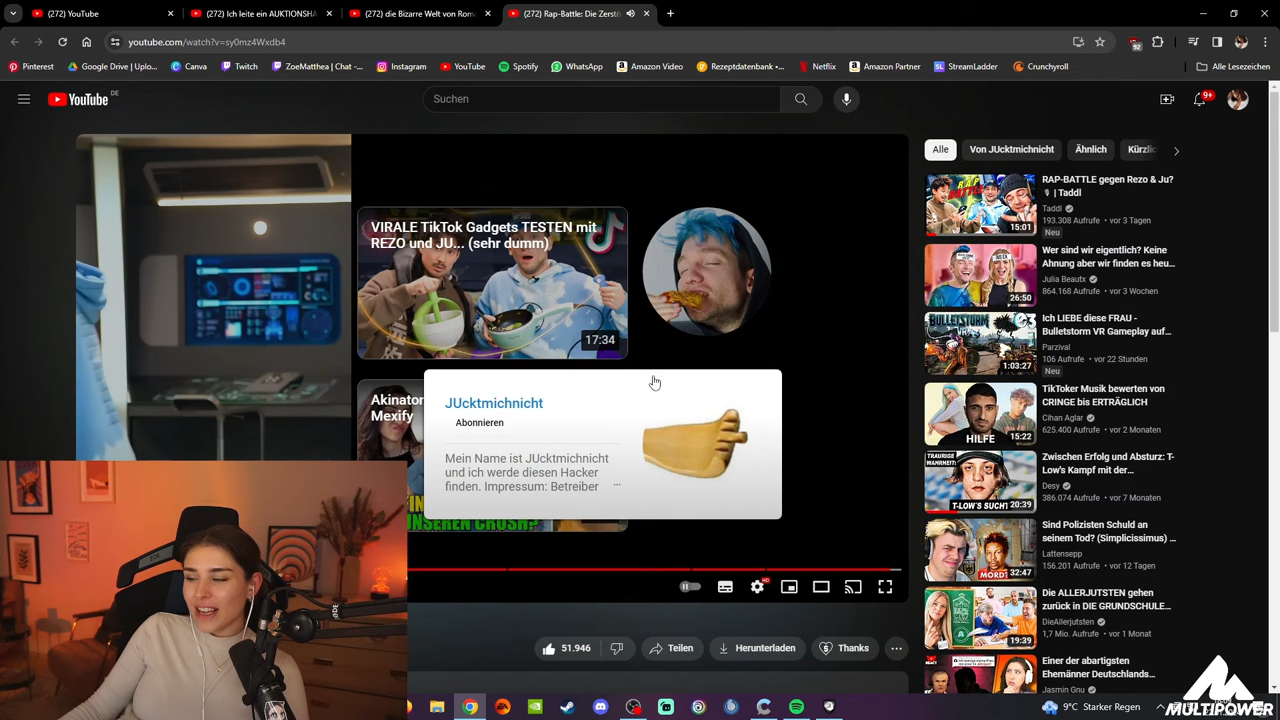 (272) YouTube
(272) Ich leite ein AUKTIONSHA
(272) die Bizarre Welt von Rom
(272) Rap-Battle: Die Zerstö
youtube.com/watch?v=sy0mz4Wxdb4
92
Pinterest
Google Drive | Uplo...
Canva
Twitch
ZoeMatthea | Chat -...
Instagram
YouTube
Spotify
WhatsApp
Amazon Video
Rezeptdatenbank •...
Netflix
Amazon Partner
StreamLadder
Crunchyroll
Alle Lesezeichen
YouTube DE
Suchen
9+
VIRALE TikTok Gadgets TESTEN mit
REZO und JU... (sehr dumm)
17:34
Akinator
Mexify
UNSEREN CRUSH?
JUcktmichnicht
Abonnieren
Mein Name ist JUcktmichnicht
und ich werde diesen Hacker
finden. Impressum: Betreiber ...
HD
51.946
Teilen
Herunterladen
Thanks
Alle
Von JUcktmichnicht
Ähnlich
Kürzlic
RAP BATTLE
15:01
RAP-BATTLE gegen Rezo & Ju?
| Taddl
Taddl
193.308 Aufrufe • vor 3 Tagen
Neu
26:50
Wer sind wir eigentlich? Keine
Ahnung aber wir finden es heu...
Julia Beautx
864.168 Aufrufe • vor 3 Wochen
BULLETSTORM
1:03:27
Ich LIEBE diese FRAU -
Bulletstorm VR Gameplay auf...
Parzival
106 Aufrufe • vor 22 Stunden
Neu
HILFE
15:22
TikToker Musik bewerten von
CRINGE bis ERTRÄGLICH
Cihan Aglar
625.400 Aufrufe • vor 2 Monaten
TRAURIGE
WAHRHEIT:
T-LOW'S SUCHT
20:39
Zwischen Erfolg und Absturz: T-
Low's Kampf mit der...
Desy
386.074 Aufrufe • vor 7 Monaten
MORD?
32:47
Sind Polizisten Schuld an
seinem Tod? (Simplicissimus) ...
Lattensepp
156.201 Aufrufe • vor 12 Tagen
19:39
Die ALLERJUTSTEN gehen
zurück in DIE GRUNDSCHULE...
DieAllerjutsten
1,7 Mio. Aufrufe • vor 1 Monat
Einer der abartigsten
Ehemänner Deutschlands...
Jasmin Gnu
9°C Starker Regen
MULTIPOWER